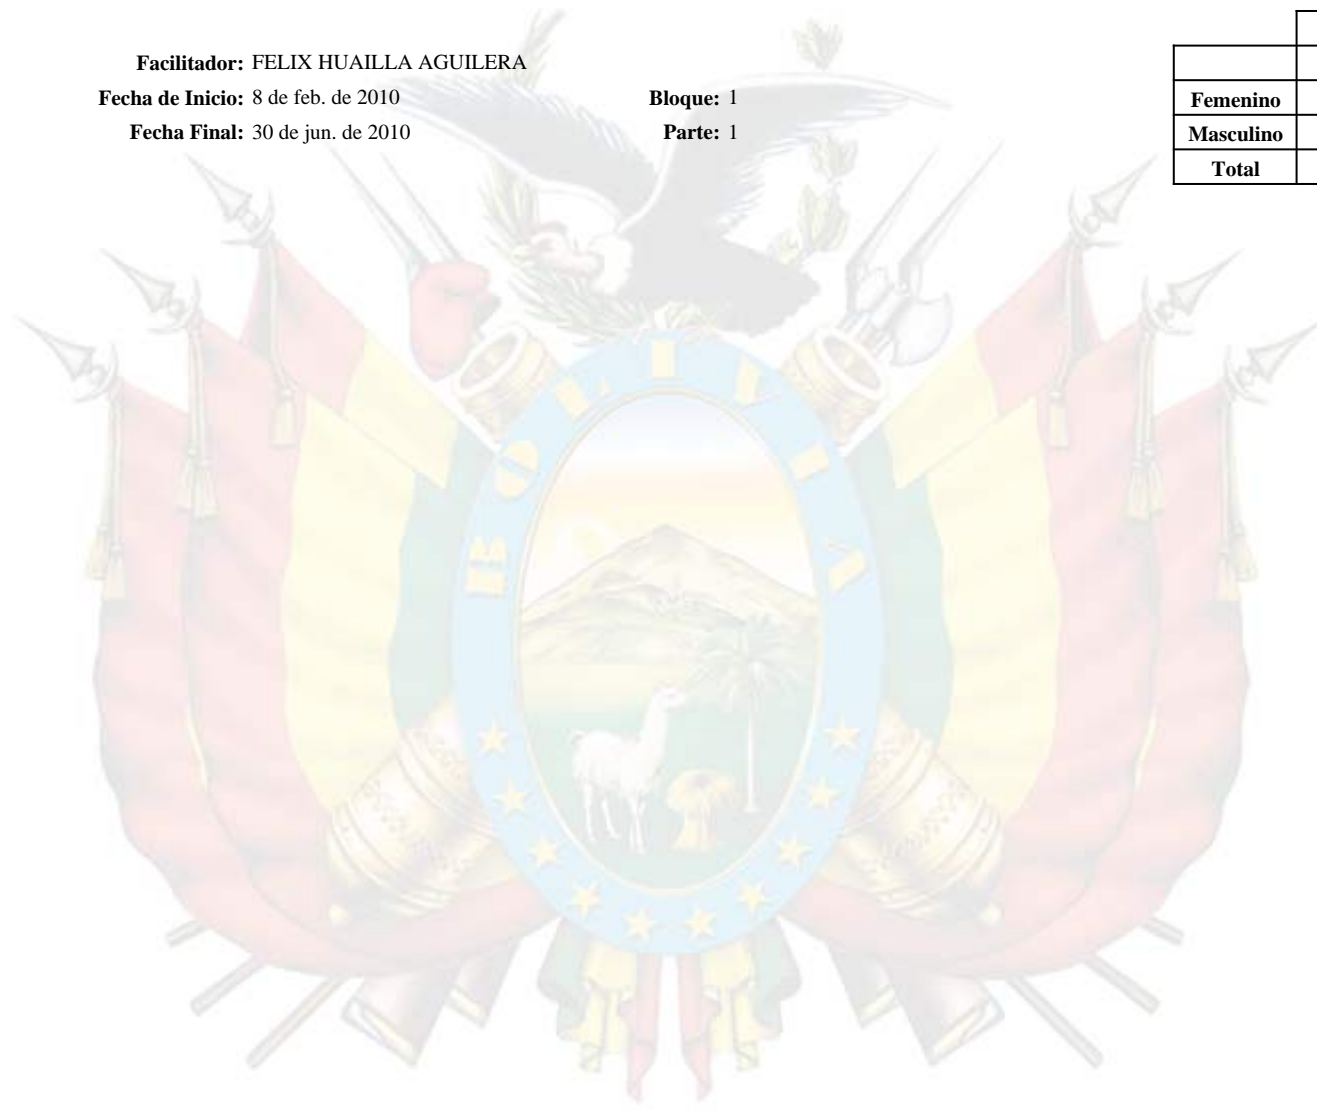 Facilitador: FELIX HUAILLA AGUILERA
Fecha de Inicio: 8 de feb. de 2010 Bloque: 1
Fecha Final: 30 de jun. de 2010 Parte: 1
Femenino
Masculino
Total
BOLIVIA